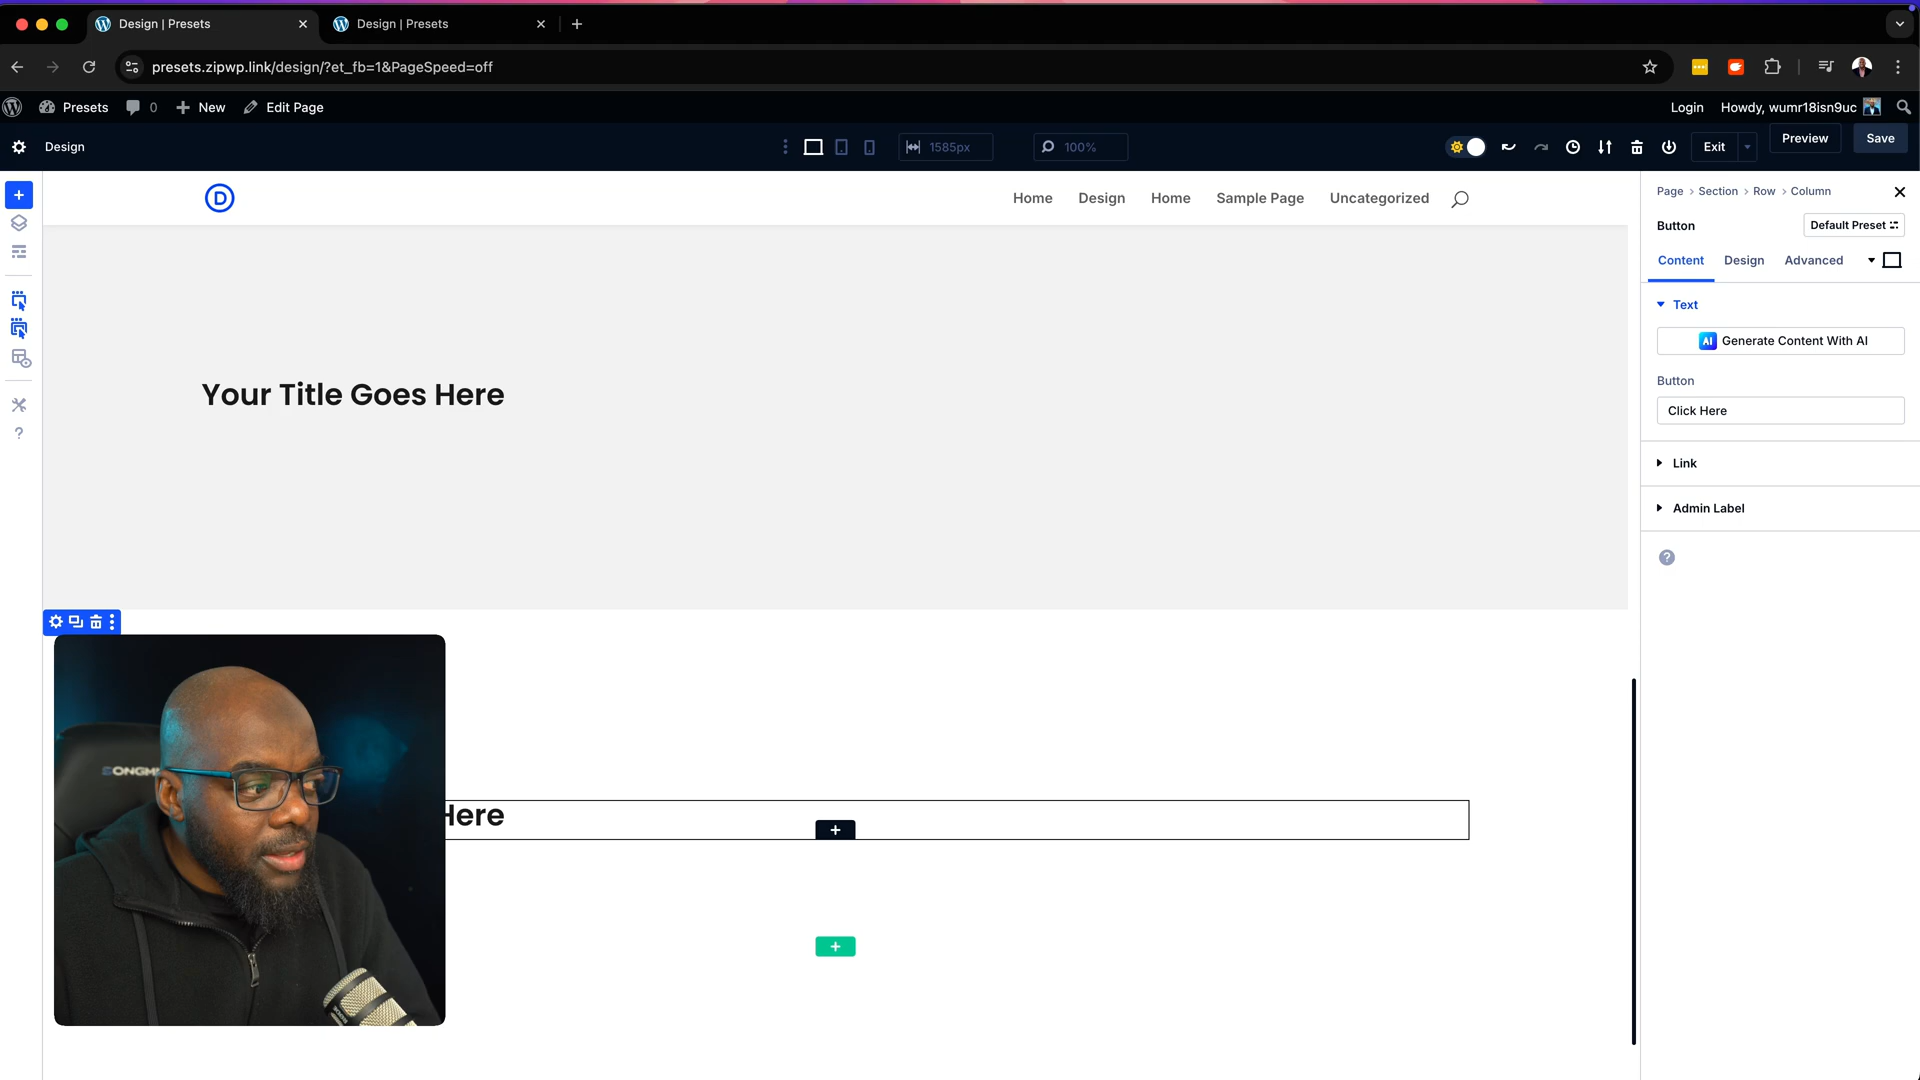 Design | Presets
Design | Presets
presets.zipwp.link/design/?et_fb=1&PageSpeed=off
Presets 0 New Edit Page Login Howdy, wumr18isn9uc
Design 1585px 100% Exit Preview Save
D Home Design Home Sample Page Uncategorized
Page > Section > Row > Column
Button Default Preset
Content Design Advanced
Text
AI Generate Content With AI
Button
Click Here
Link
Admin Label
?
?
Your Title Goes Here
Here